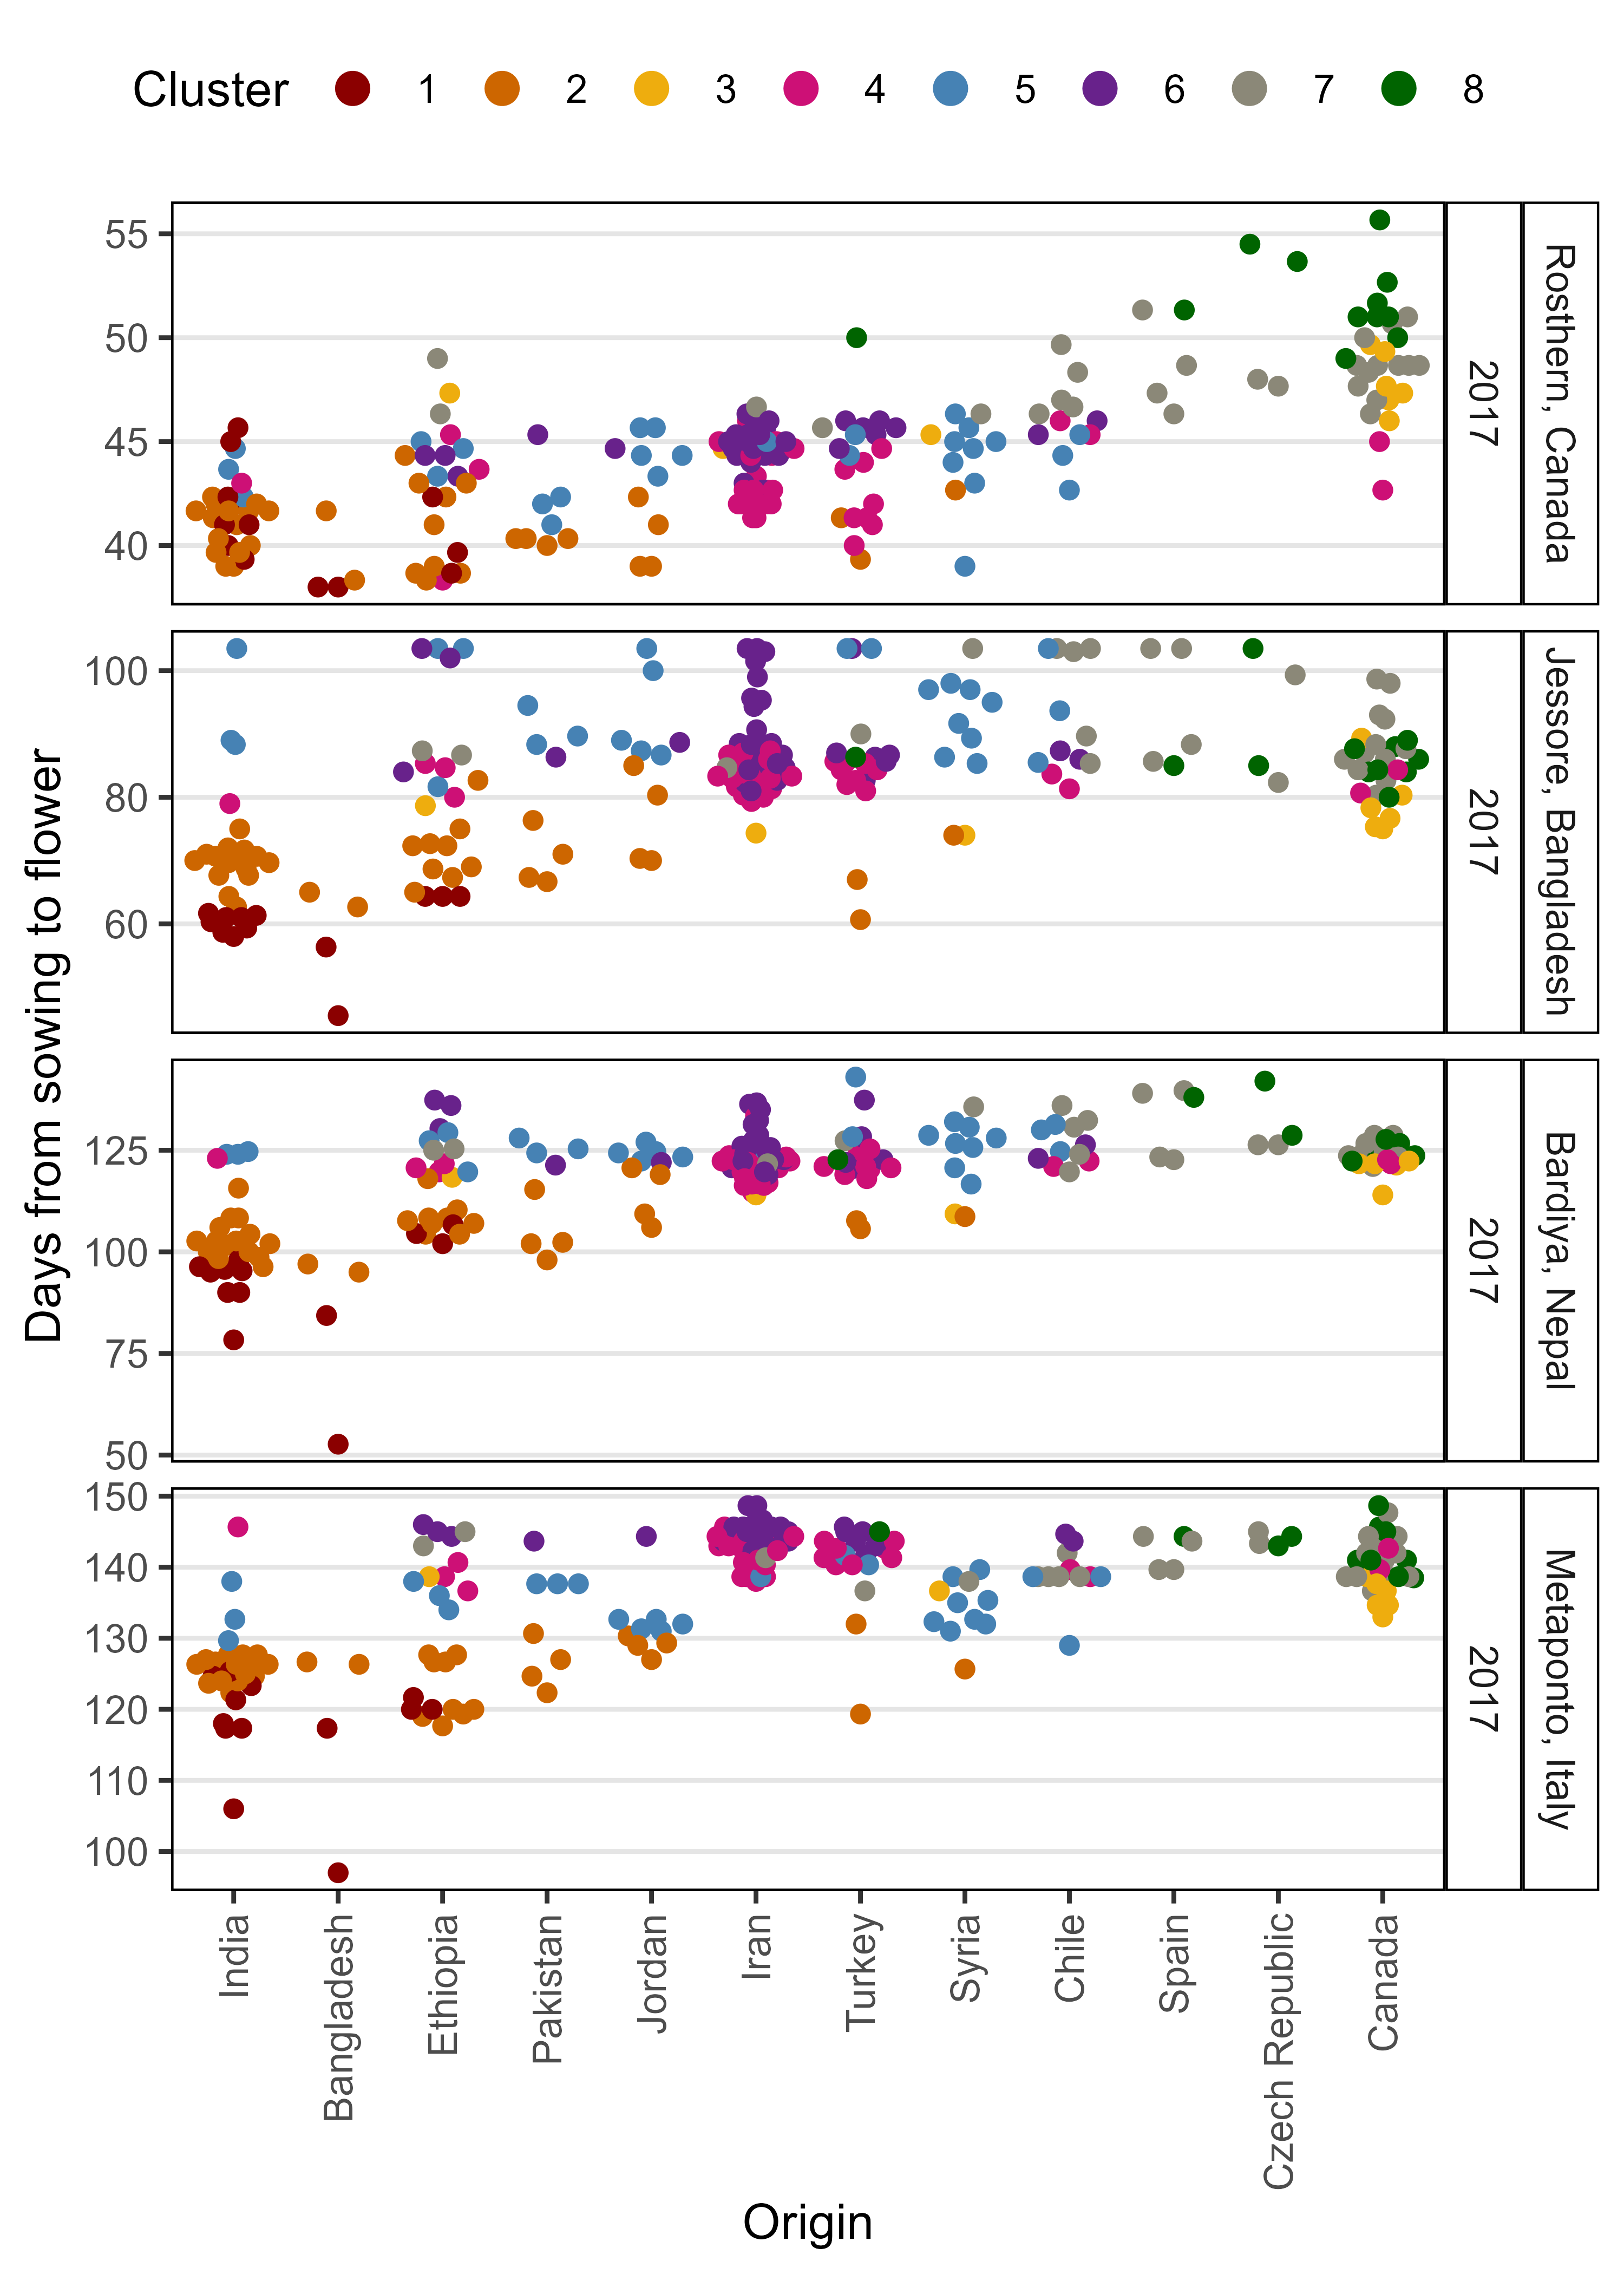 Cluster 1 2 3 4 5 6 7 8
55
50
45
40
2017
Rosthern, Canada
100
80
60
2017
Jessore, Bangladesh
125
100
75
50
2017
Bardiya, Nepal
150
140
130
120
110
100
2017
Metaponto, Italy
Days from sowing to flower
India
Bangladesh
Ethiopia
Pakistan
Jordan
Iran
Turkey
Syria
Chile
Spain
Czech Republic
Canada
Origin